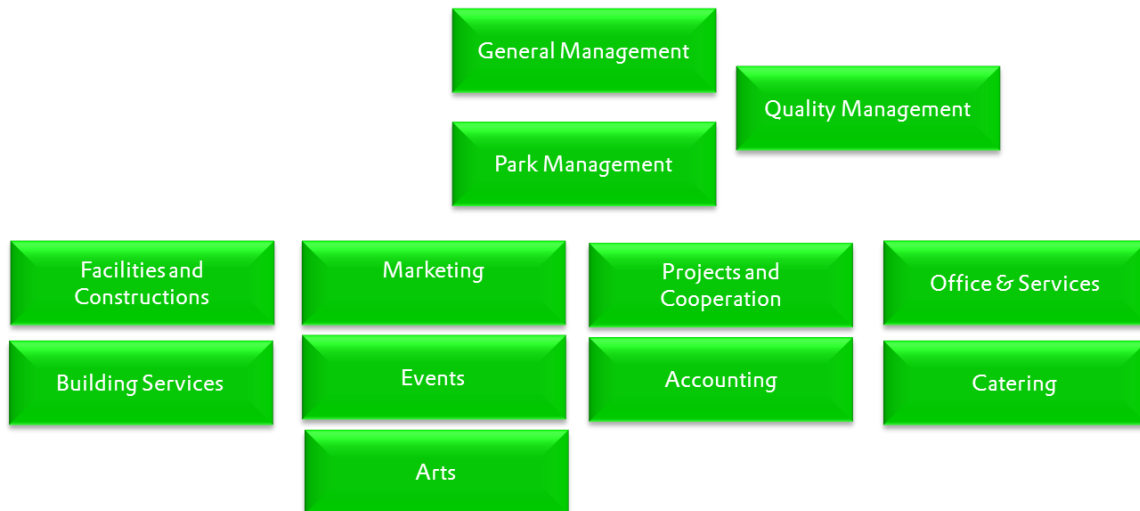 General Management
Quality Management
Park Management
Facilities and
Constructions
Marketing
Projects and
Cooperation
Office & Services
Building Services
Events
Accounting
Catering
Arts